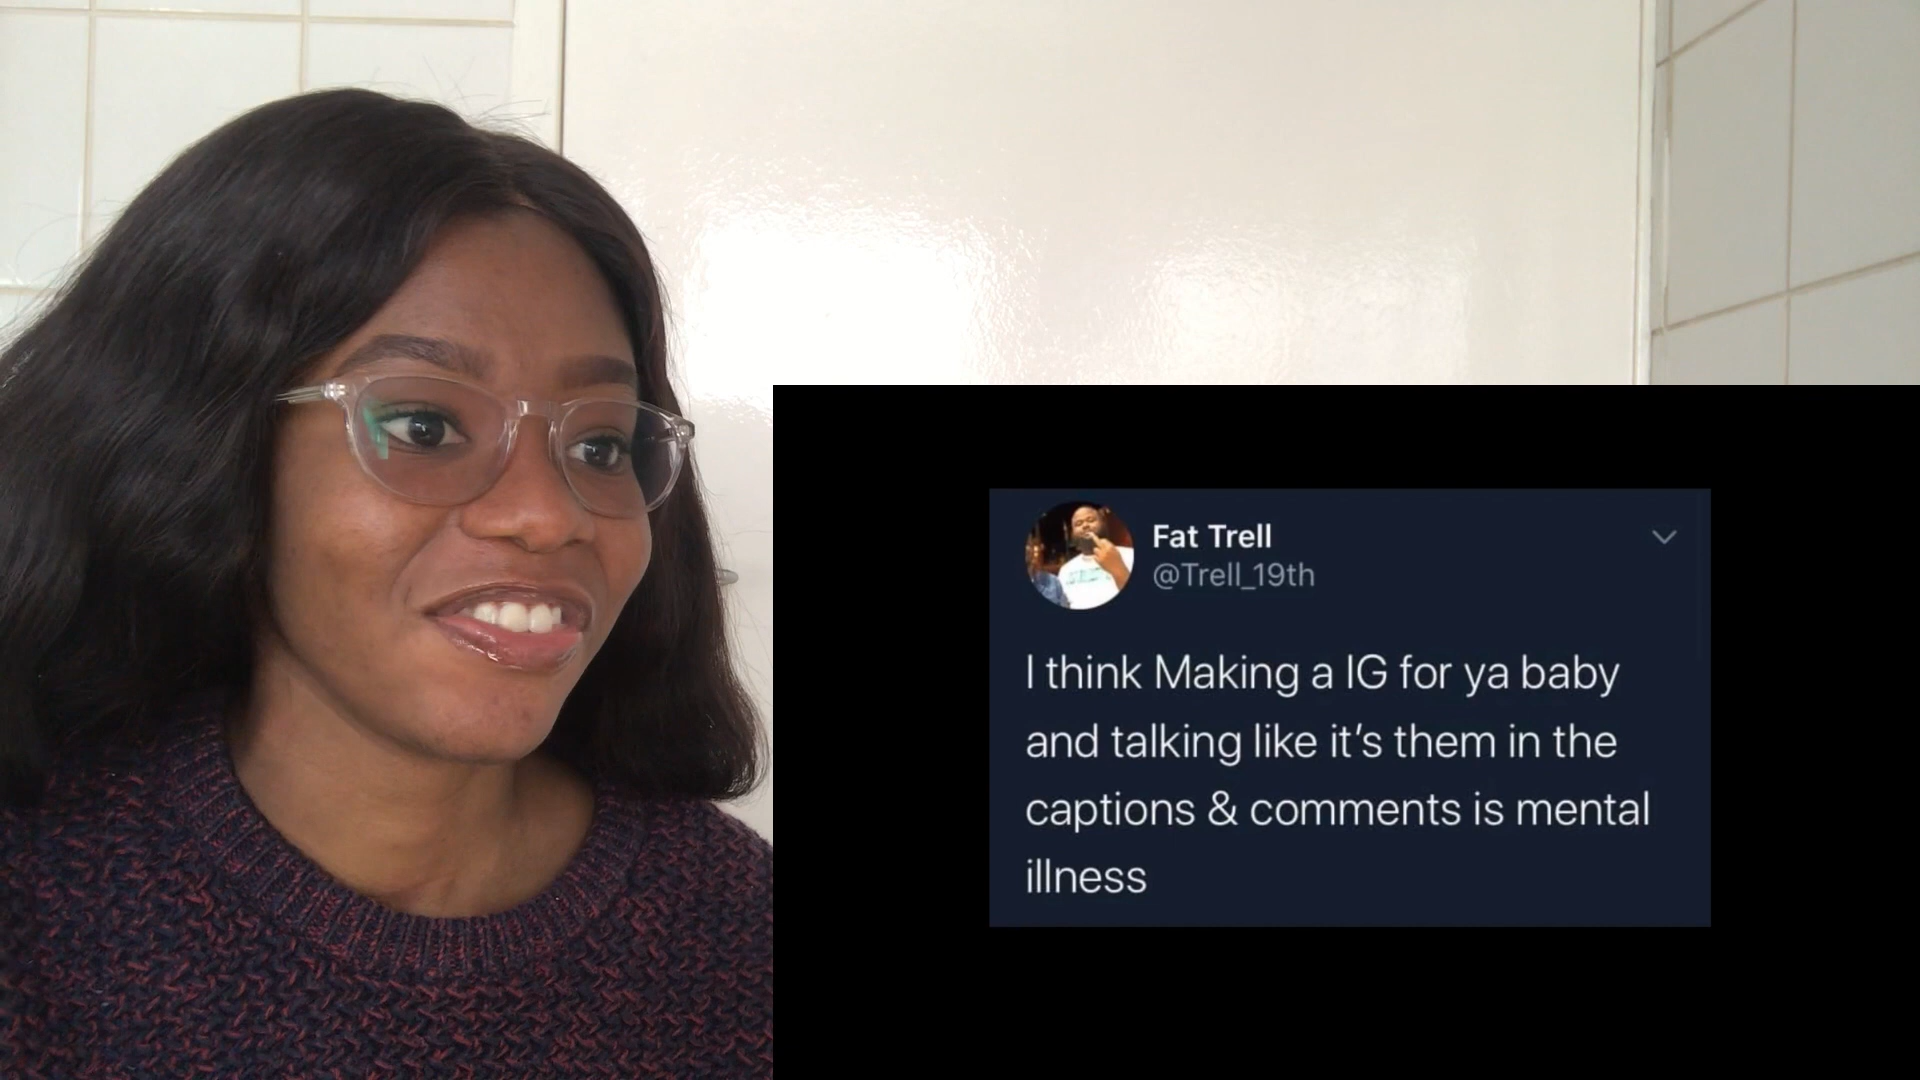 Fat Trell
@Trell_19th
I think Making a IG for ya baby
and talking like it's them in the
captions & comments is mental
illness